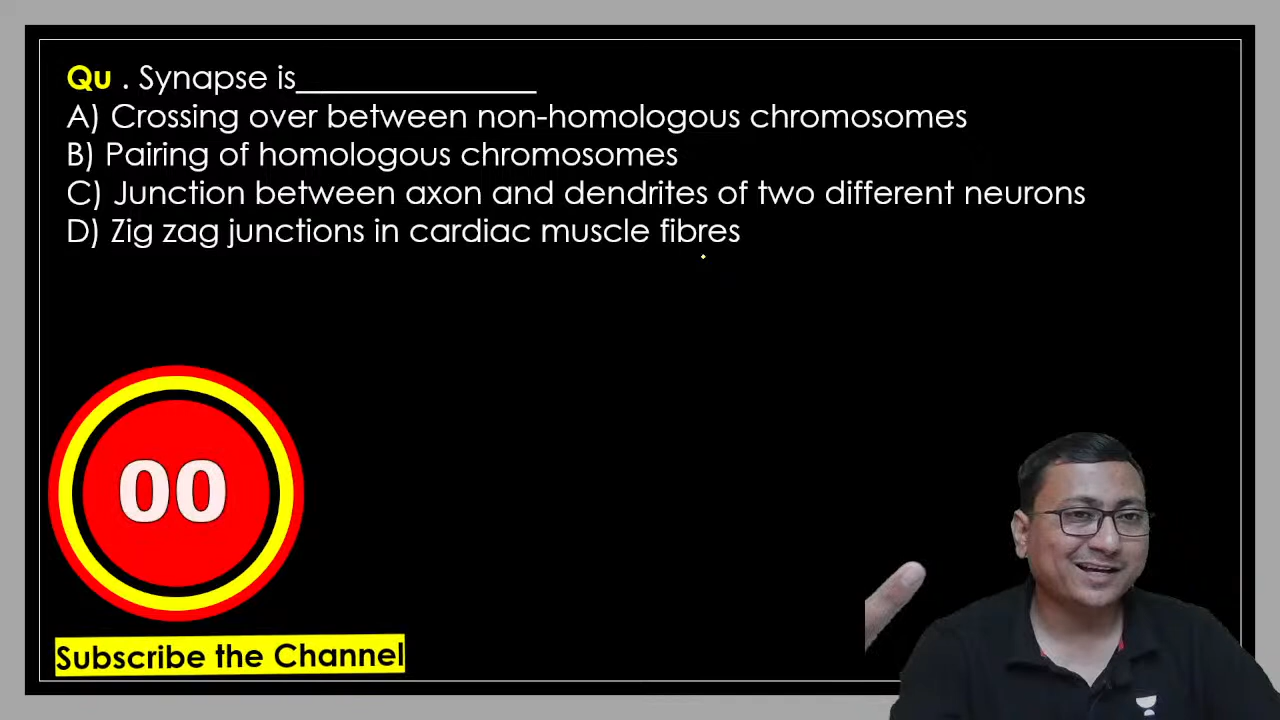 Qu . Synapse is_______________
A) Crossing over between non-homologous chromosomes
B) Pairing of homologous chromosomes
C) Junction between axon and dendrites of two different neurons
D) Zig zag junctions in cardiac muscle fibres
00
Subscribe the Channel